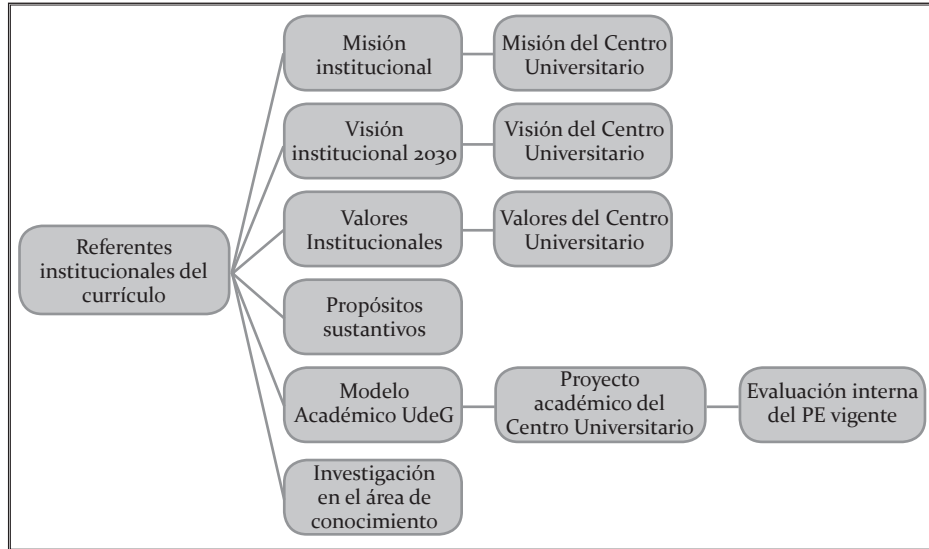 Referentes
institucionales del
currículo
Misión
institucional
Misión del Centro
Universitario
Visión
institucional 2030
Visión del Centro
Universitario
Valores
Institucionales
Valores del Centro
Universitario
Propósitos
sustantivos
Modelo
Académico UdeG
Proyecto
académico del
Centro Universitario
Evaluación interna
del PE vigente
Investigación
en el área de
conocimiento